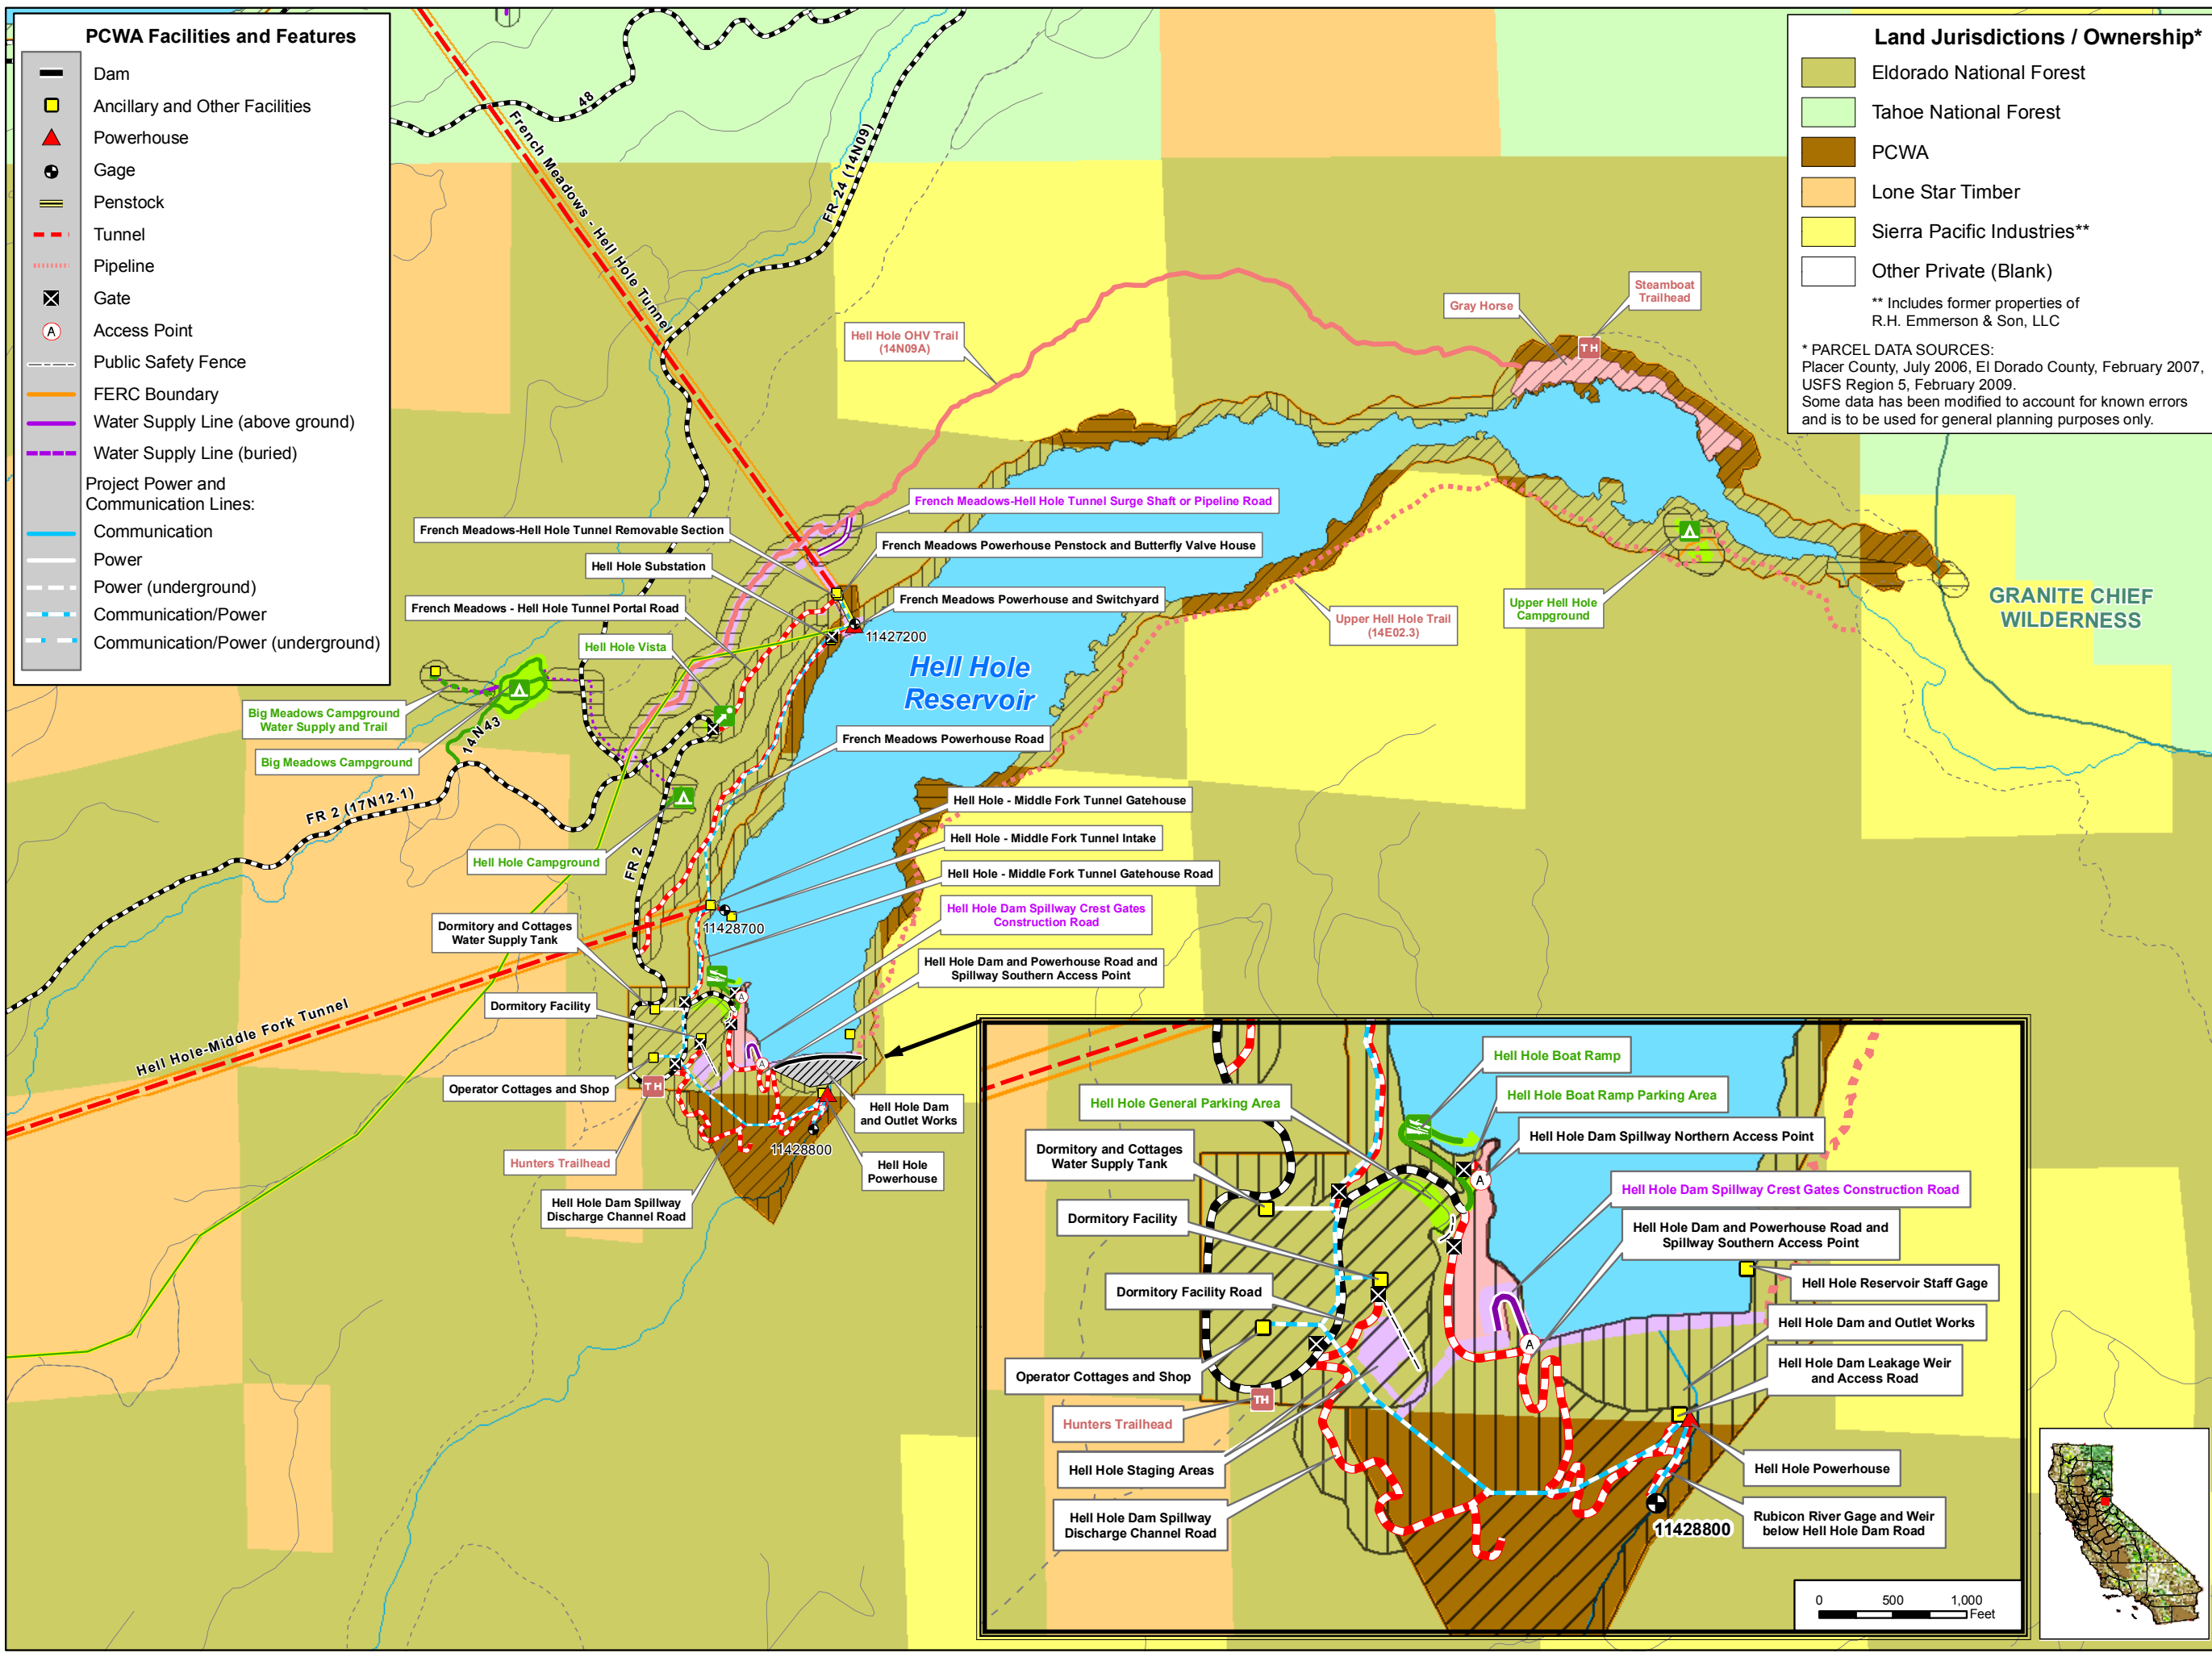 PCWA Facilities and Features
Dam
Ancillary and Other Facilities
Powerhouse
Gage
Penstock
Tunnel
Pipeline
Gate
A
Access Point
Public Safety Fence
FERC Boundary
Water Supply Line (above ground)
Water Supply Line (buried)
Project Power and
Communication Lines:
Communication
Power
Power (underground)
Communication/Power
Communication/Power (underground)
Land Jurisdictions / Ownership*
Eldorado National Forest
Tahoe National Forest
PCWA
Lone Star Timber
Sierra Pacific Industries**
Other Private (Blank)
** Includes former properties of
R.H. Emmerson & Son, LLC
* PARCEL DATA SOURCES:
Placer County, July 2006, El Dorado County, February 2007,
USFS Region 5, February 2009.
Some data has been modified to account for known errors
and is to be used for general planning purposes only.
48
French Meadows - Hell Hole Tunnel
FR 24 (14N09)
Steamboat
Trailhead
Gray Horse
TH
Hell Hole OHV Trail
(14N09A)
French Meadows-Hell Hole Tunnel Surge Shaft or Pipeline Road
French Meadows-Hell Hole Tunnel Removable Section
French Meadows Powerhouse Penstock and Butterfly Valve House
Hell Hole Substation
French Meadows - Hell Hole Tunnel Portal Road
French Meadows Powerhouse and Switchyard
11427200
Hell Hole Vista
Hell Hole
Reservoir
Upper Hell Hole Trail
(14E02.3)
Upper Hell Hole
Campground
GRANITE CHIEF
WILDERNESS
Big Meadows Campground
Water Supply and Trail
14N43
Big Meadows Campground
French Meadows Powerhouse Road
FR 2 (17N12.1)
Hell Hole Campground
FR 2
Hell Hole - Middle Fork Tunnel Gatehouse
Hell Hole - Middle Fork Tunnel Intake
Hell Hole - Middle Fork Tunnel Gatehouse Road
Hell Hole Dam Spillway Crest Gates
Construction Road
11428700
Dormitory and Cottages
Water Supply Tank
Hell Hole Dam and Powerhouse Road and
Spillway Southern Access Point
Dormitory Facility
A
A
Hell Hole-Middle Fork Tunnel
Operator Cottages and Shop
TH
Hell Hole Dam
and Outlet Works
11428800
Hunters Trailhead
Hell Hole
Powerhouse
Hell Hole Dam Spillway
Discharge Channel Road
Hell Hole Boat Ramp
Hell Hole Boat Ramp Parking Area
Hell Hole General Parking Area
Hell Hole Dam Spillway Northern Access Point
Dormitory and Cottages
Water Supply Tank
A
Hell Hole Dam Spillway Crest Gates Construction Road
Dormitory Facility
Hell Hole Dam and Powerhouse Road and
Spillway Southern Access Point
Hell Hole Reservoir Staff Gage
Dormitory Facility Road
Hell Hole Dam and Outlet Works
A
Operator Cottages and Shop
Hell Hole Dam Leakage Weir
and Access Road
TH
Hunters Trailhead
Hell Hole Staging Areas
Hell Hole Powerhouse
Hell Hole Dam Spillway
Discharge Channel Road
11428800
Rubicon River Gage and Weir
below Hell Hole Dam Road
0 500 1,000
Feet